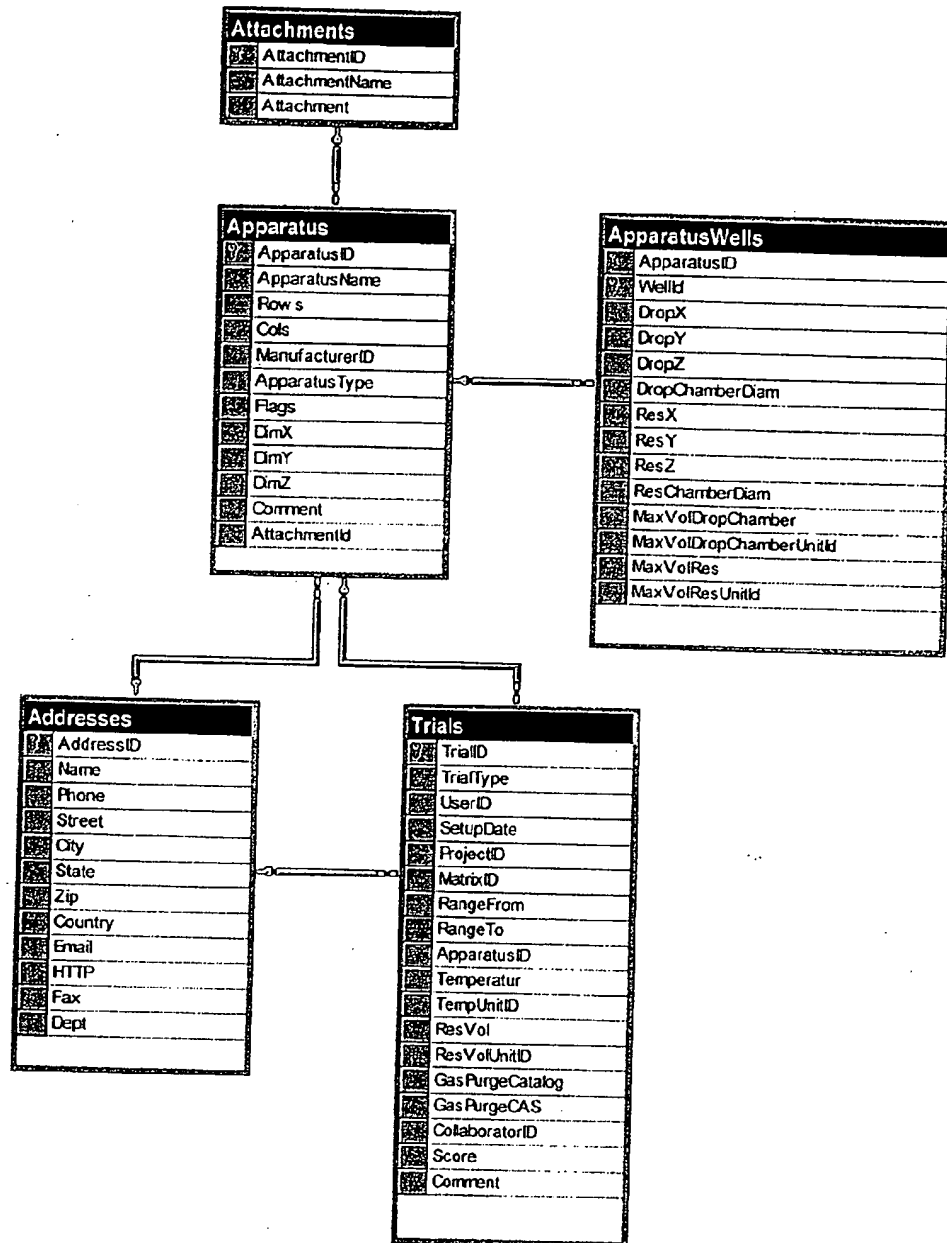 Attachments
AttachmentID
AttachmentName
Attachment
Apparatus
ApparatusID
ApparatusName
Rows
Cols
ManufacturerID
ApparatusType
Flags
DimX
DimY
DimZ
Comment
AttachmentId
ApparatusWells
ApparatusID
WellId
DropX
DropY
DropZ
DropChamberDiam
ResX
ResY
ResZ
ResChamberDiam
MaxVolDropChamber
MaxVolDropChamberUnitId
MaxVolRes
MaxVolResUnitId
Addresses
AddressID
Name
Phone
Street
City
State
Zip
Country
Email
HTTP
Fax
Dept
Trials
TrialID
TrialType
UserID
SetupDate
ProjectID
MatrixID
RangeFrom
RangeTo
ApparatusID
Temperatur
TempUnitID
ResVol
ResVolUnitID
GasPurgeCatalog
GasPurgeCAS
CollaboratorID
Score
Comment